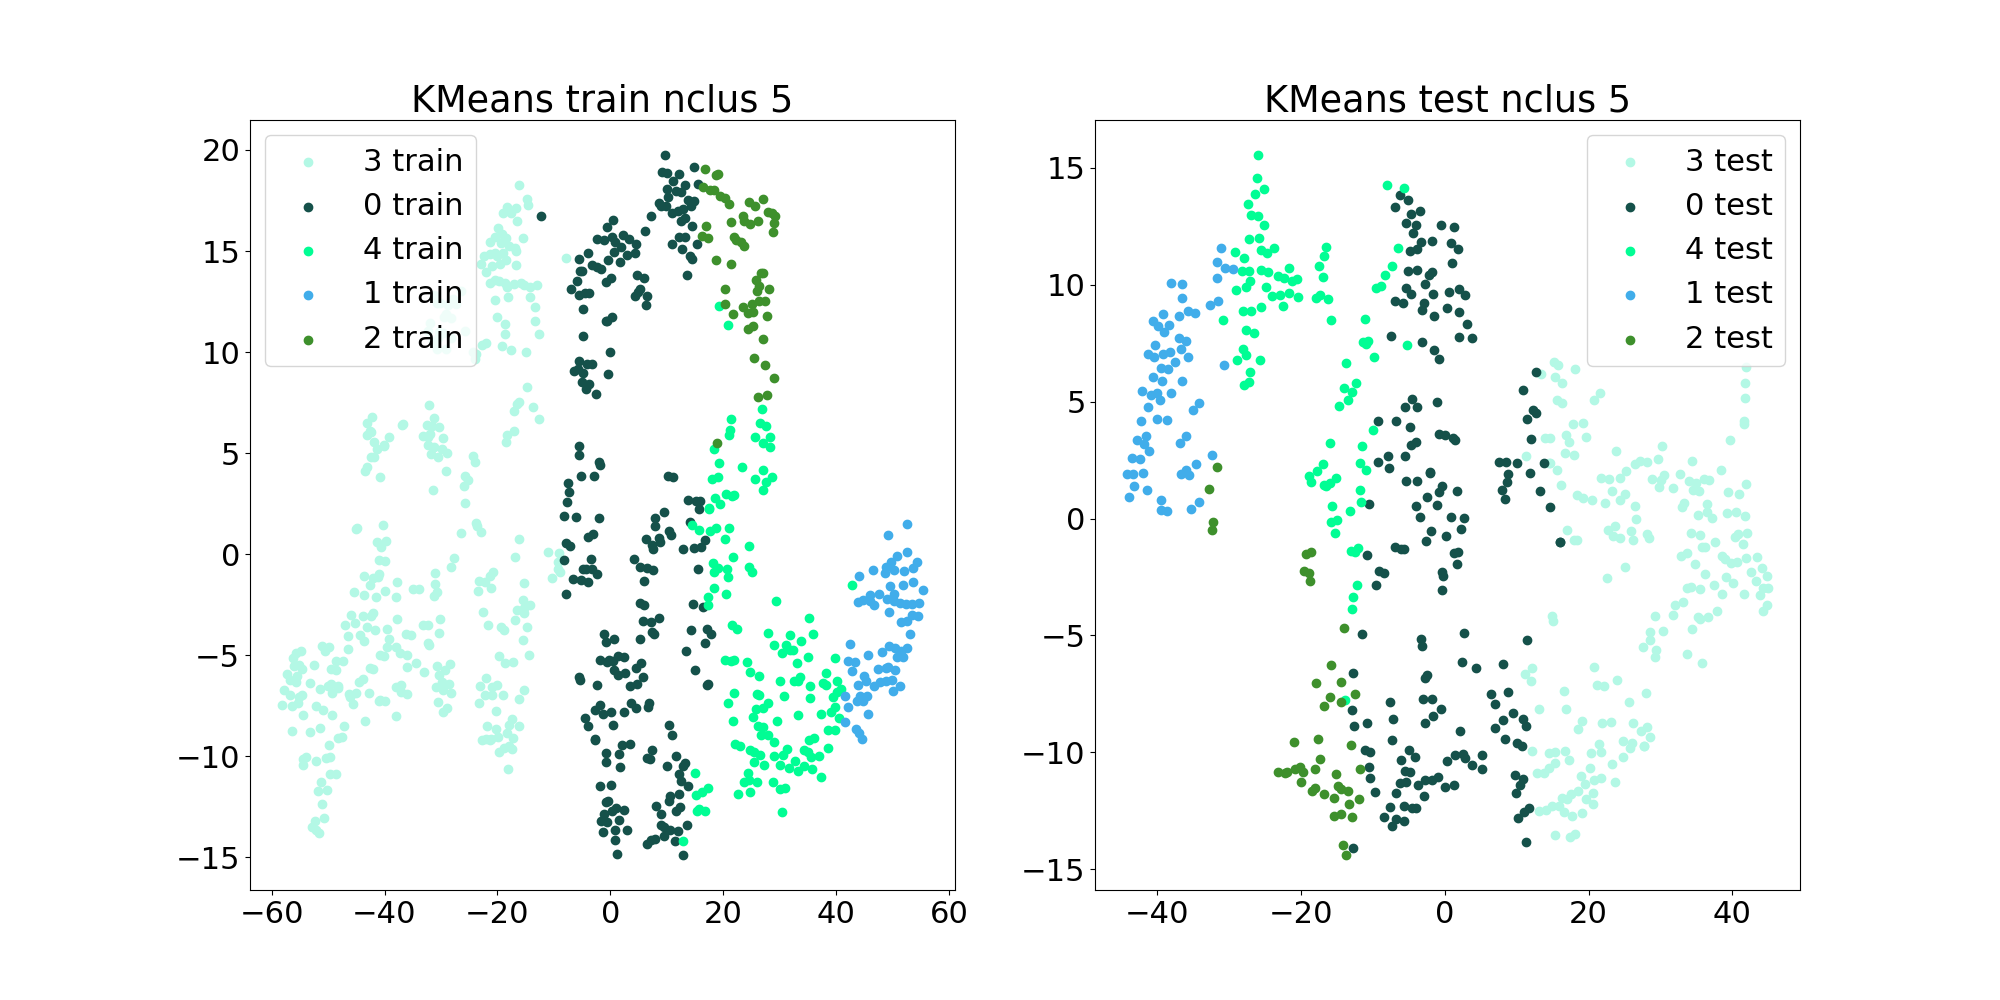 KMeans train nclus 5
20
15
10
5
0
−5
−10
−15
−60 −40 −20 0 20 40 60
3 train
0 train
4 train
1 train
2 train
KMeans test nclus 5
15
10
5
0
−5
−10
−15
−40 −20 0 20 40
3 test
0 test
4 test
1 test
2 test